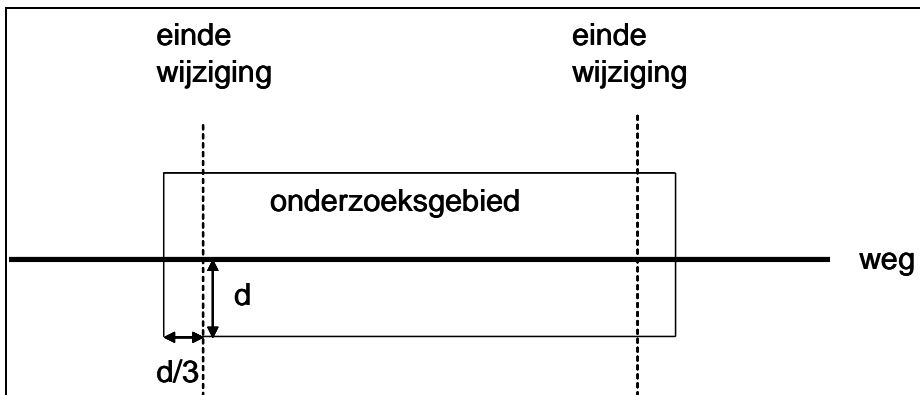 einde
wijziging
einde
wijziging
onderzoeksgebied
weg
d
d/3